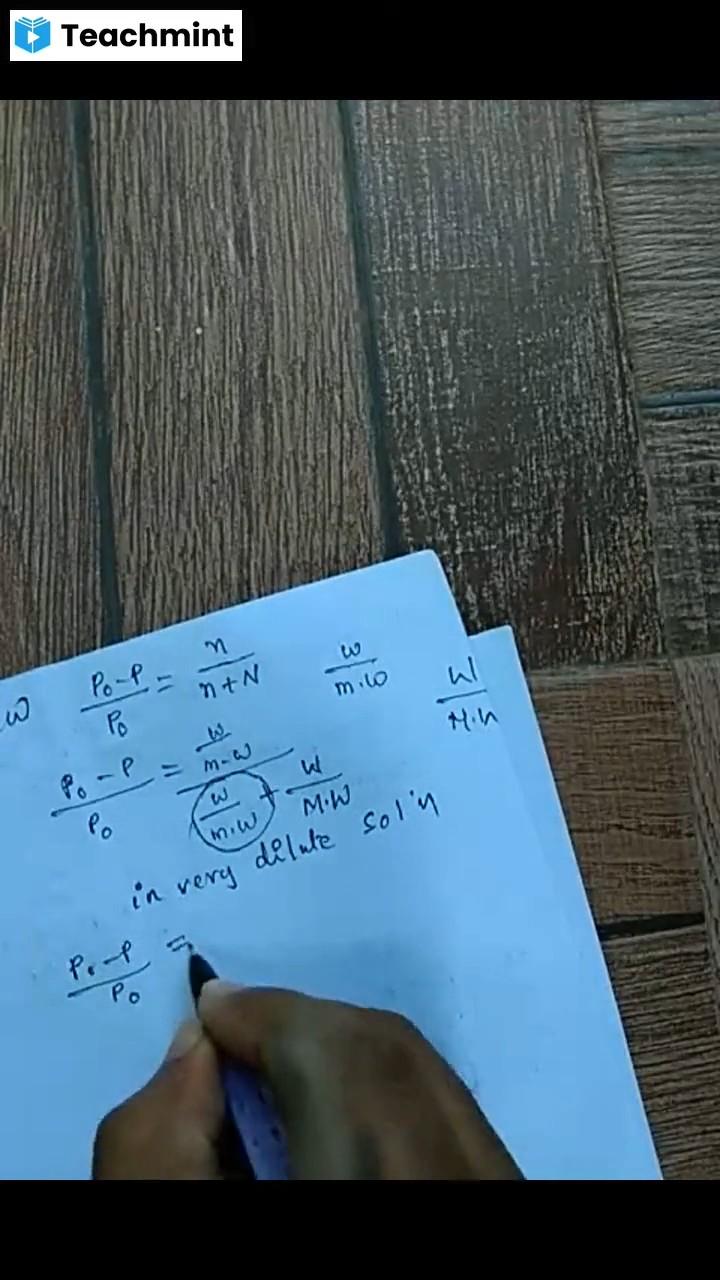 Teachmint
W P₀-P/P₀ = n/n+N w/m.w W/M.W
P₀-P/P₀ = w/m-w / w/m.w + W/M.W
in very dilute sol'n
P₀-P/P₀ =